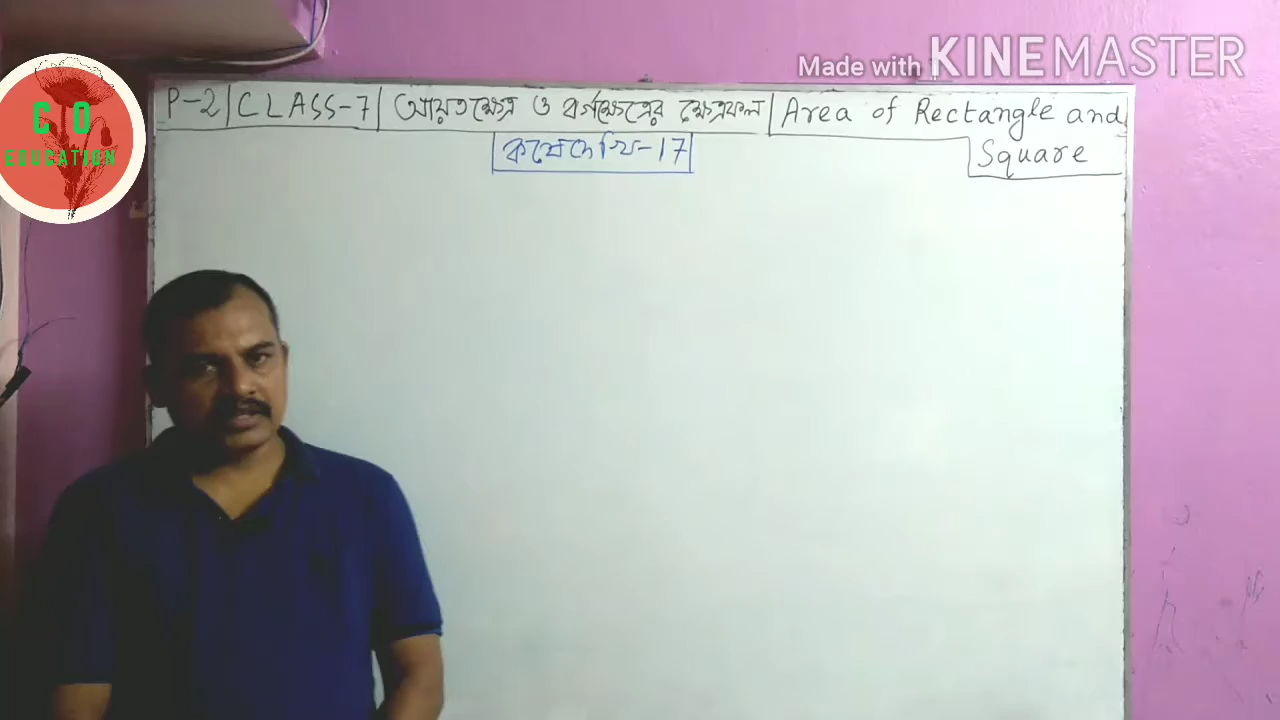 Made with KINEMASTER
C O
EDUCATION
P-2 | CLASS-7 | আয়তক্ষেত্র ও বর্গক্ষেত্রের ক্ষেত্রফল | Area of Rectangle and
Square
কষে দেখি-17